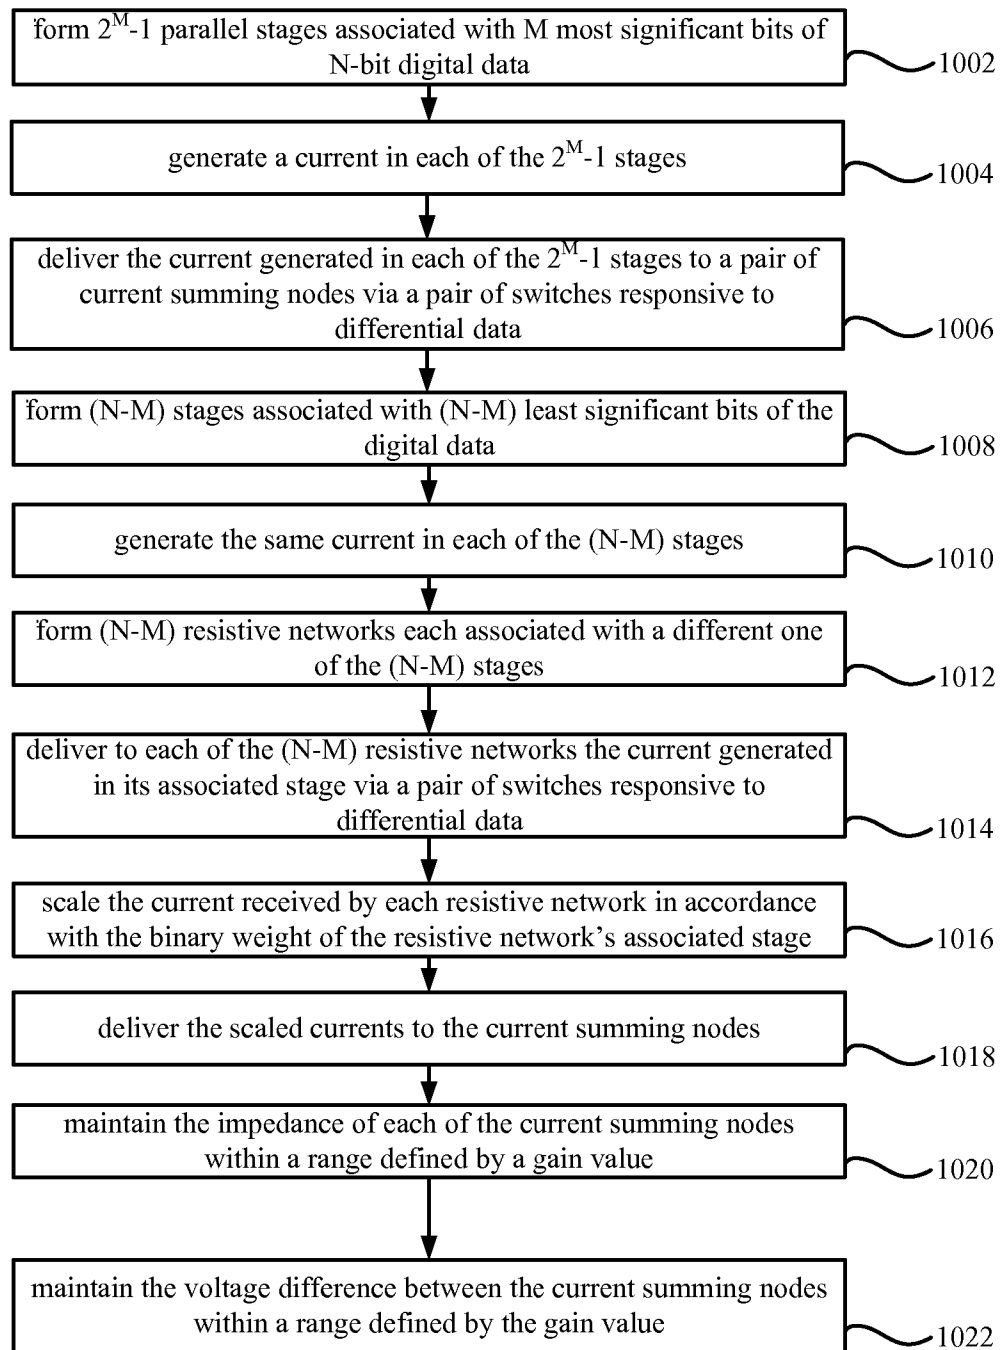 form 2^M-1 parallel stages associated with M most significant bits of
N-bit digital data
1002
generate a current in each of the 2^M-1 stages
1004
deliver the current generated in each of the 2^M-1 stages to a pair of
current summing nodes via a pair of switches responsive to
differential data
1006
form (N-M) stages associated with (N-M) least significant bits of the
digital data
1008
generate the same current in each of the (N-M) stages
1010
form (N-M) resistive networks each associated with a different one
of the (N-M) stages
1012
deliver to each of the (N-M) resistive networks the current generated
in its associated stage via a pair of switches responsive to
differential data
1014
scale the current received by each resistive network in accordance
with the binary weight of the resistive network's associated stage
1016
deliver the scaled currents to the current summing nodes
1018
maintain the impedance of each of the current summing nodes
within a range defined by a gain value
1020
maintain the voltage difference between the current summing nodes
within a range defined by the gain value
1022